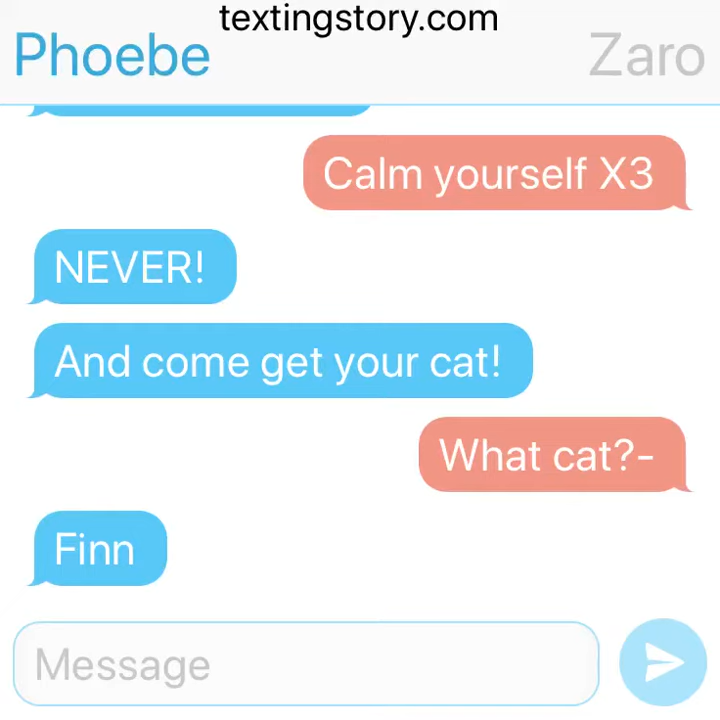 textingstory.com
Phoebe
Zaro
Calm yourself X3
NEVER!
And come get your cat!
What cat?-
Finn
Message